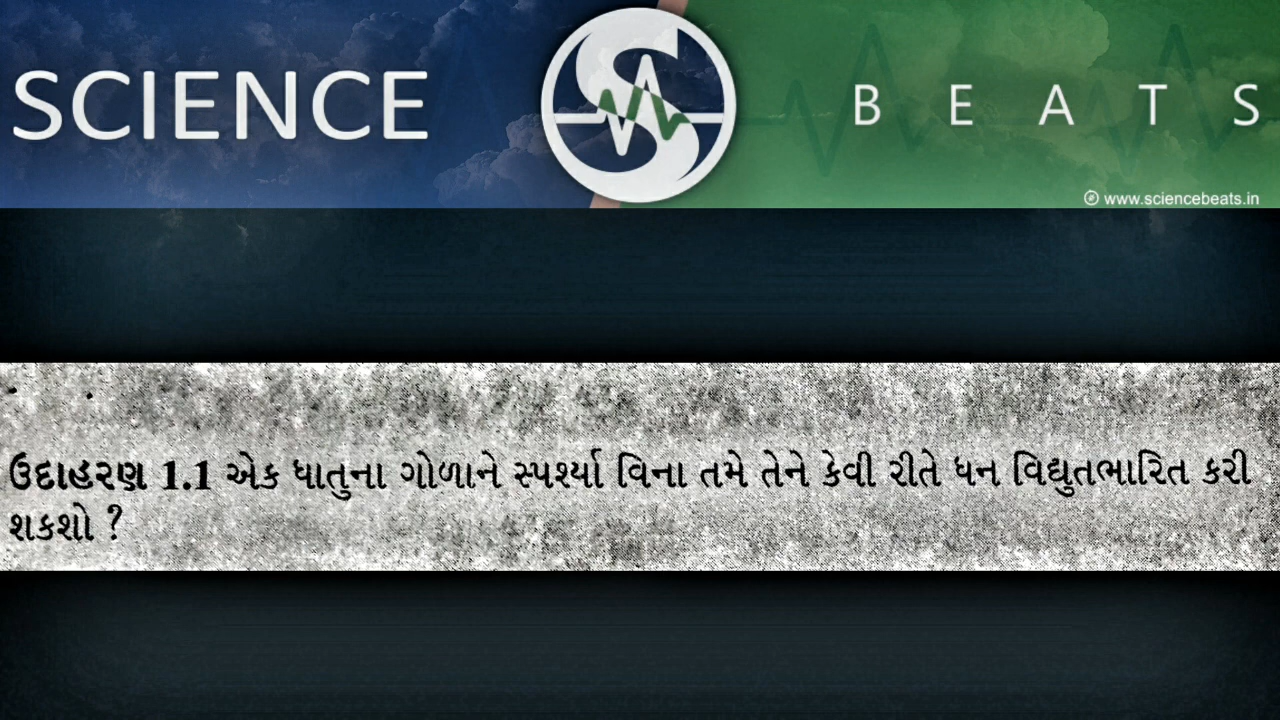 SCIENCE
B E A T S
www.sciencebeats.in
ઉદાહરણ 1.1 એક ધાતુના ગોળાને સ્પર્શ્યા વિના તમે તેને કેવી રીતે ધન વિદ્યુતભારિત કરી
શકશો ?